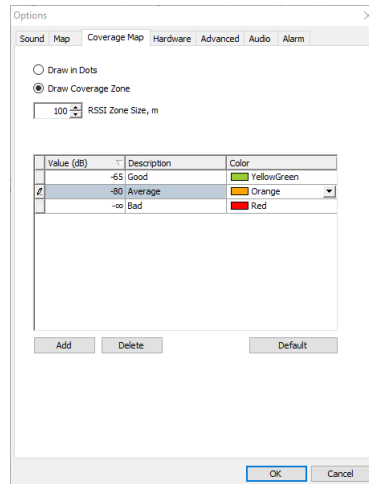 Options
Sound Map Coverage Map Hardware Advanced Audio Alarm
Draw in Dots
Draw Coverage Zone
100 RSSI Zone Size, m
Value (dB) Description Color
-65 Good YellowGreen
-80 Average Orange
-∞ Bad Red
Add Delete Default
OK Cancel